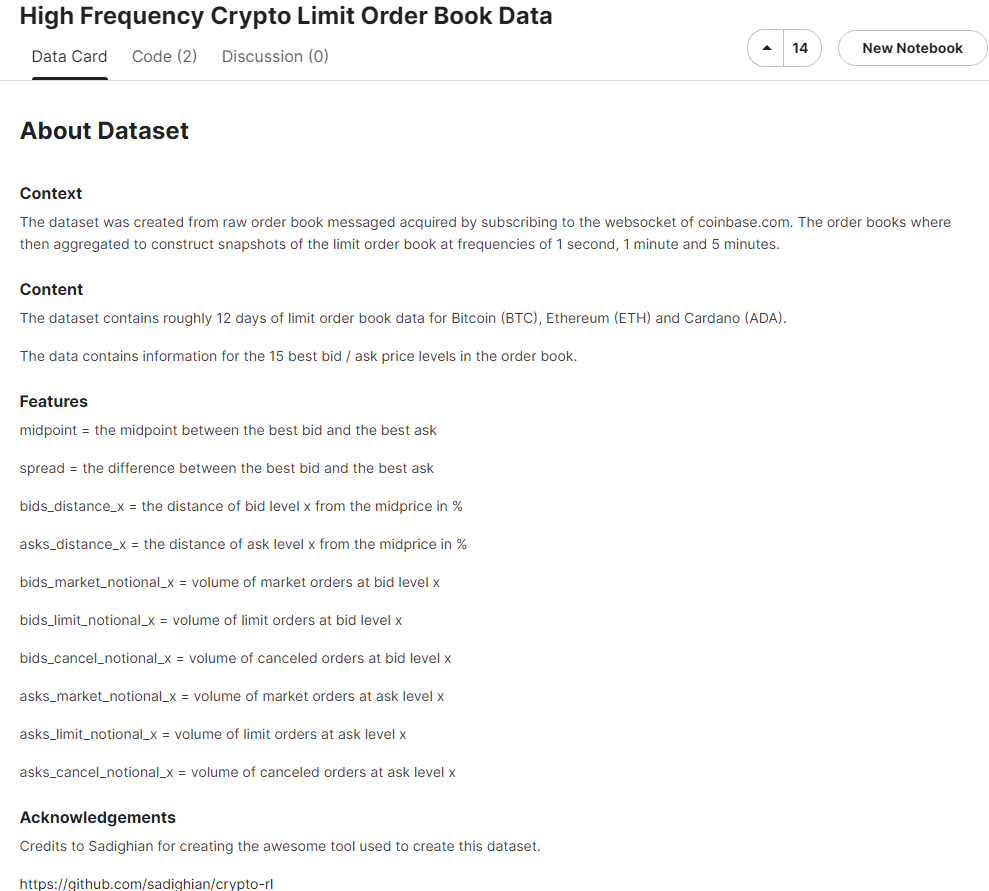 High Frequency Crypto Limit Order Book Data
Data Card Code (2) Discussion (0)
14 New Notebook
About Dataset
Context
The dataset was created from raw order book messaged acquired by subscribing to the websocket of coinbase.com. The order books where
then aggregated to construct snapshots of the limit order book at frequencies of 1 second, 1 minute and 5 minutes.
Content
The dataset contains roughly 12 days of limit order book data for Bitcoin (BTC), Ethereum (ETH) and Cardano (ADA).
The data contains information for the 15 best bid / ask price levels in the order book.
Features
midpoint = the midpoint between the best bid and the best ask
spread = the difference between the best bid and the best ask
bids_distance_x = the distance of bid level x from the midprice in %
asks_distance_x = the distance of ask level x from the midprice in %
bids_market_notional_x = volume of market orders at bid level x
bids_limit_notional_x = volume of limit orders at bid level x
bids_cancel_notional_x = volume of canceled orders at bid level x
asks_market_notional_x = volume of market orders at ask level x
asks_limit_notional_x = volume of limit orders at ask level x
asks_cancel_notional_x = volume of canceled orders at ask level x
Acknowledgements
Credits to Sadighian for creating the awesome tool used to create this dataset.
https://github.com/sadighian/crypto-rl